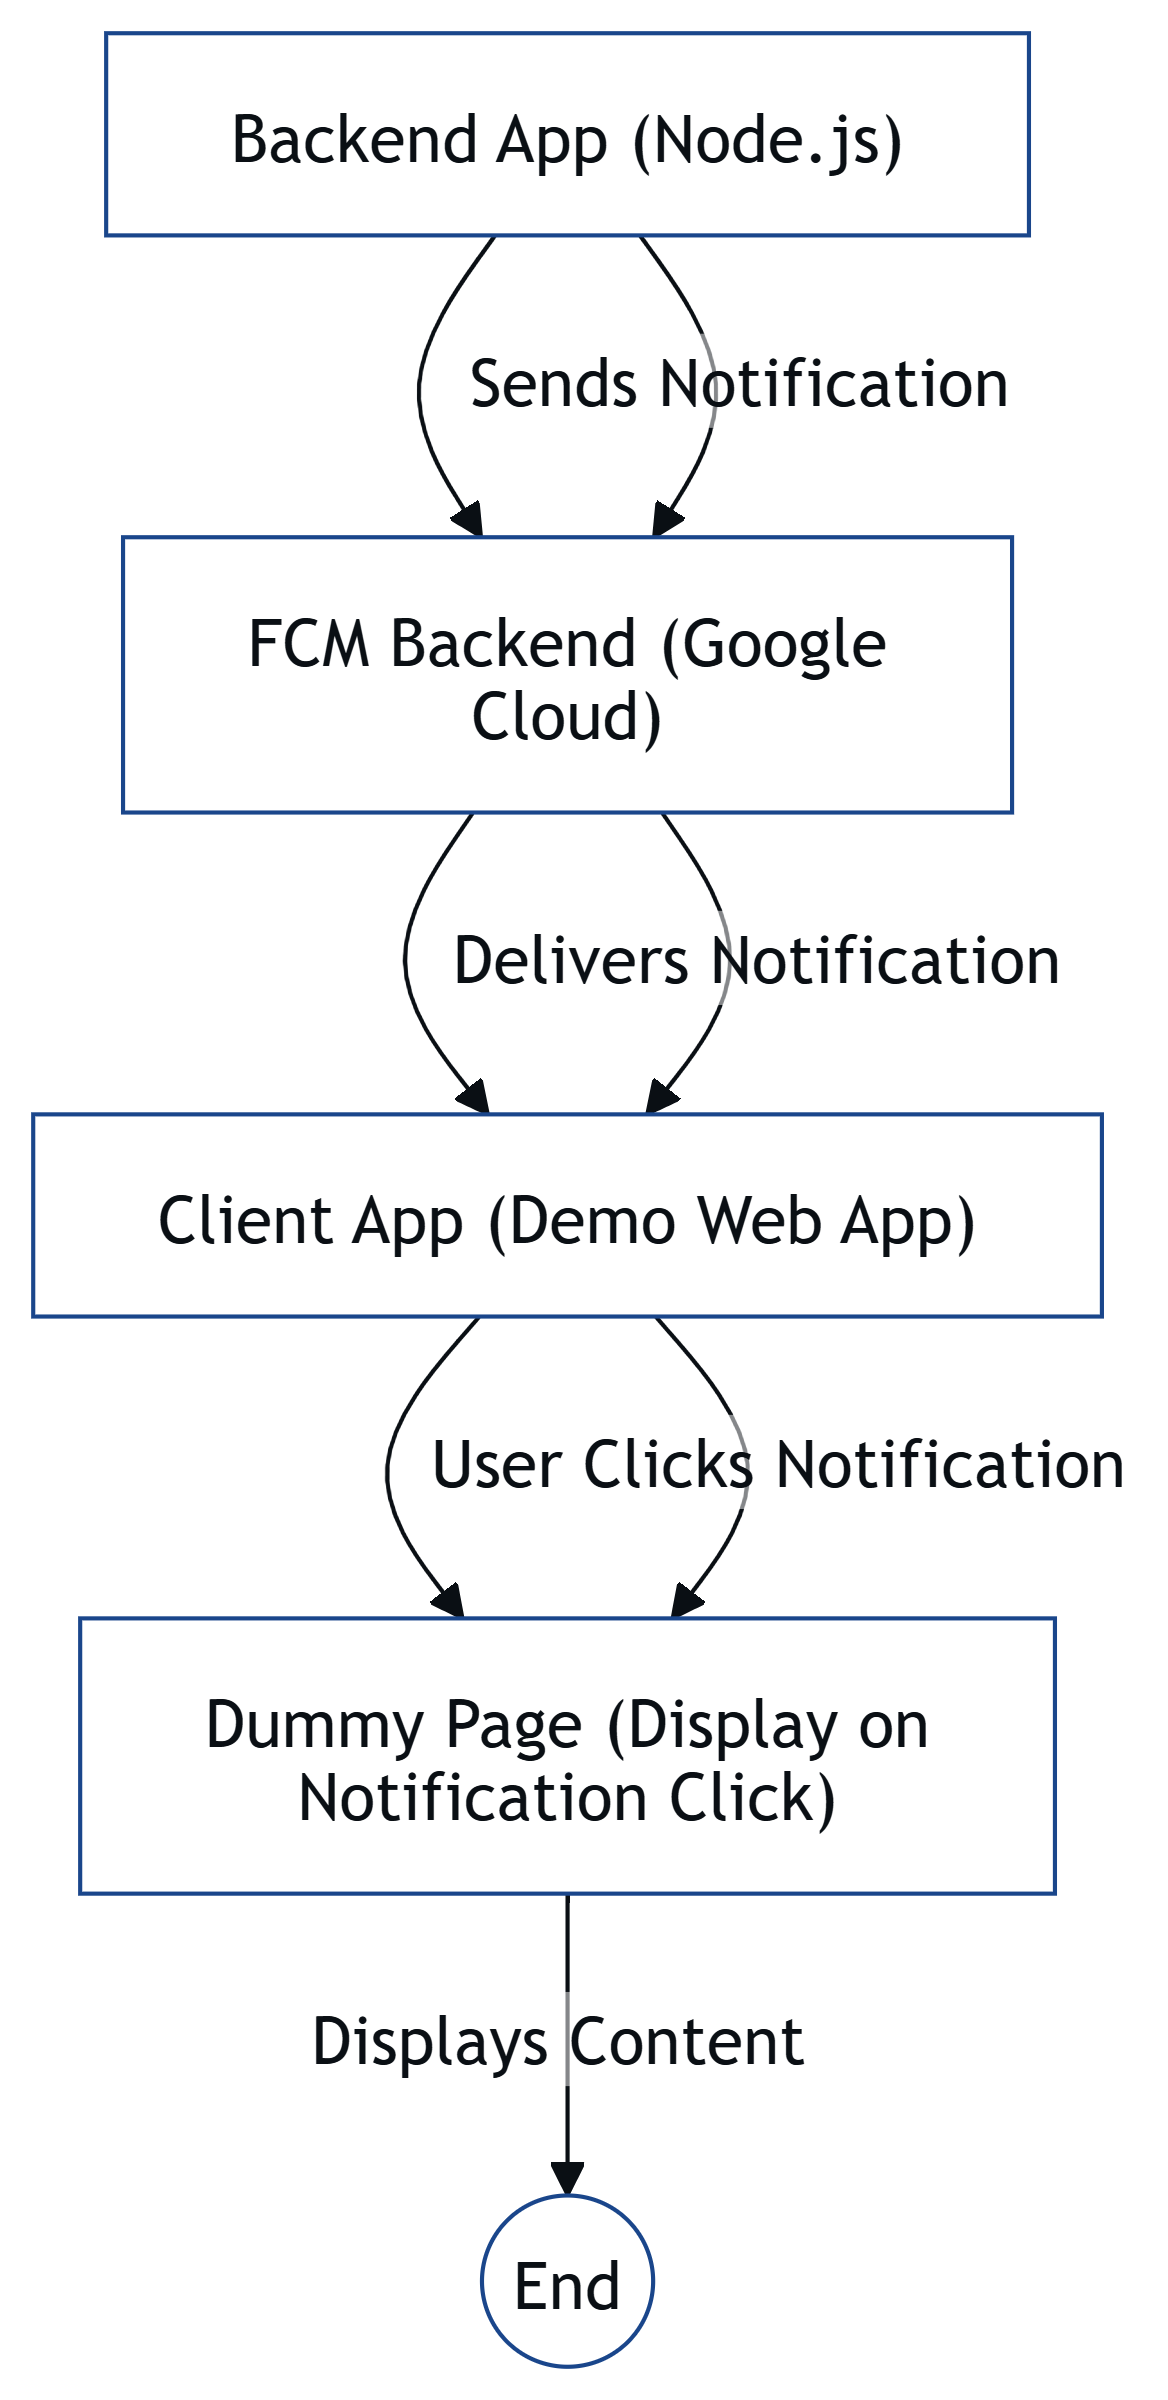 Backend App (Node.js)
Sends Notification
FCM Backend (Google
Cloud)
Delivers Notification
Client App (Demo Web App)
User Clicks Notification
Dummy Page (Display on
Notification Click)
Displays Content
End